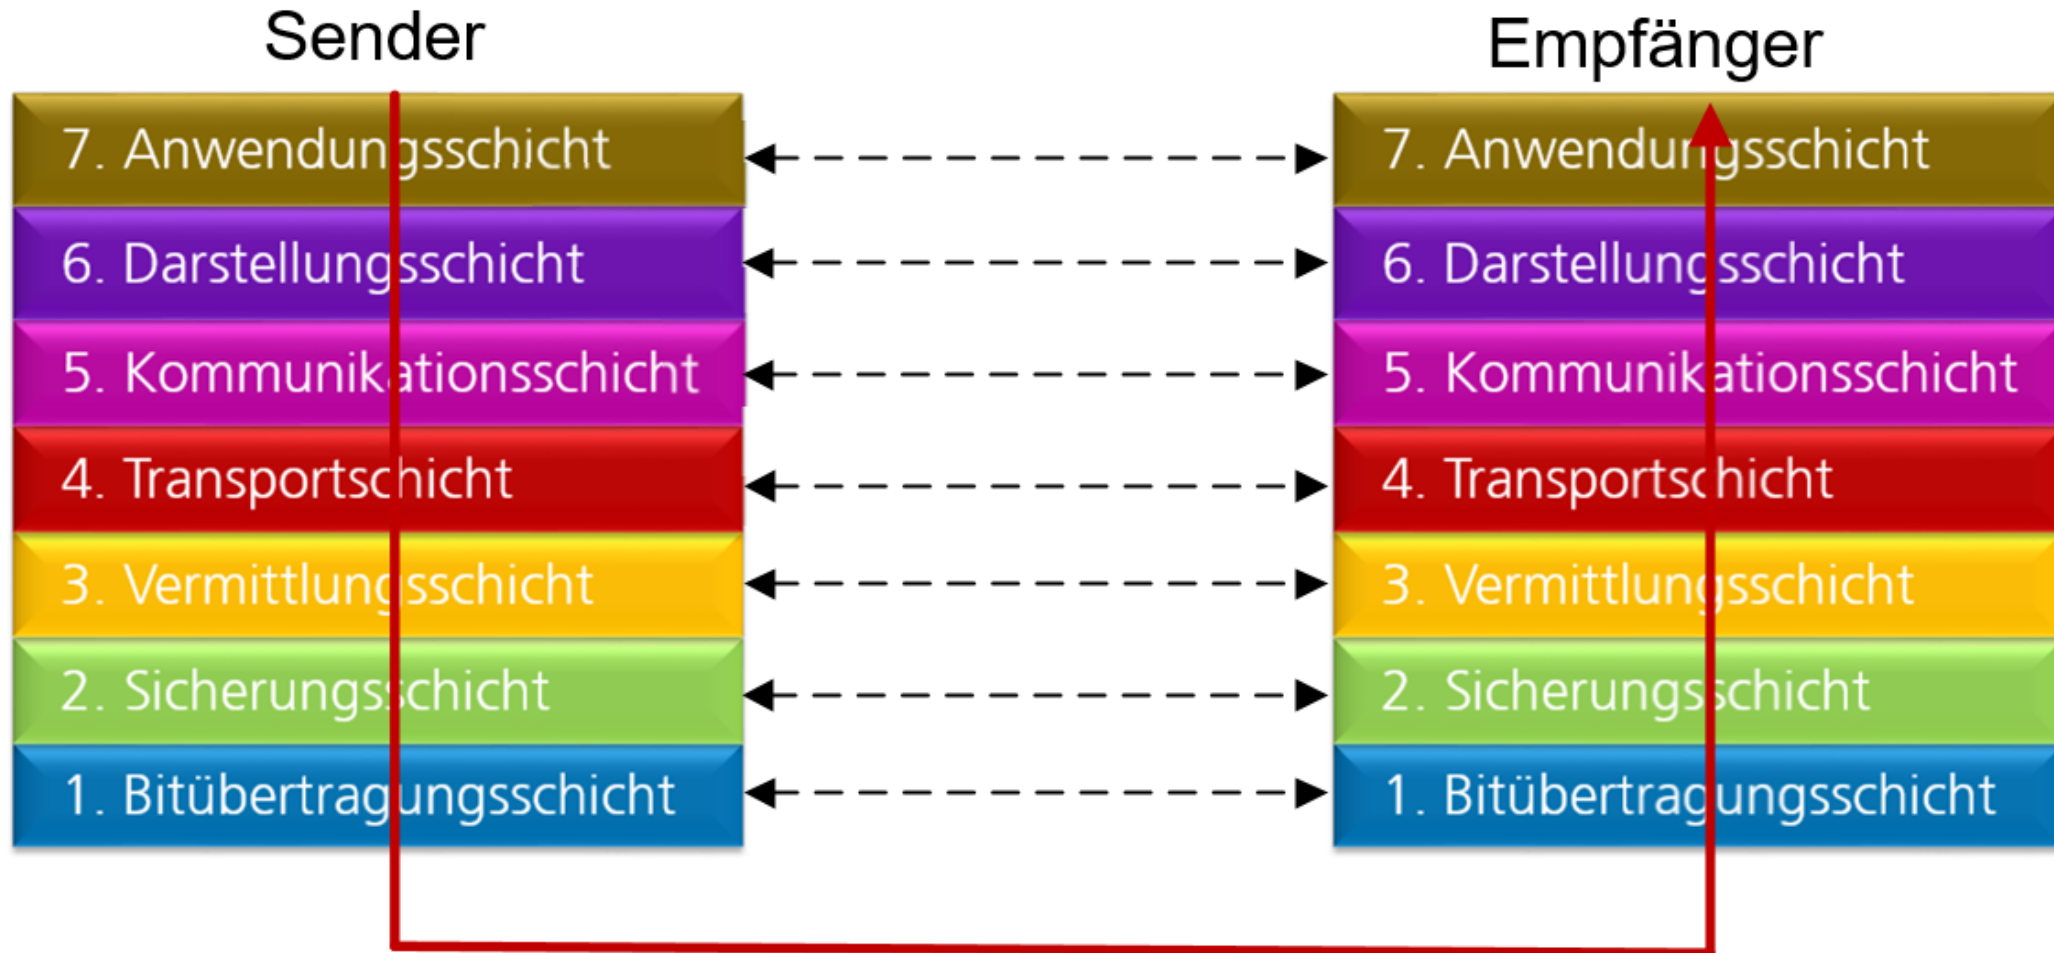 Sender
Empfänger
7. Anwendungsschicht
6. Darstellungsschicht
5. Kommunikationsschicht
4. Transportschicht
3. Vermittlungsschicht
2. Sicherungsschicht
1. Bitübertragungsschicht
7. Anwendungsschicht
6. Darstellungsschicht
5. Kommunikationsschicht
4. Transportschicht
3. Vermittlungsschicht
2. Sicherungsschicht
1. Bitübertragungsschicht